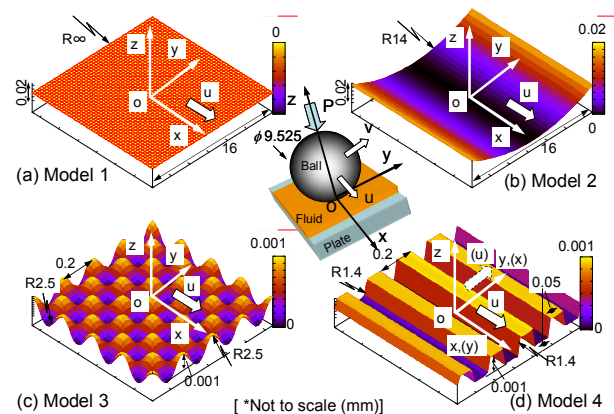 R∞
z
y
u
o
x
0.02
16
0
z
(a) Model 1
R14
z
y
u
o
x
0.02
16
0.02
0
(b) Model 2
P
ϕ9.525
v
Ball
y
o
u
Fluid
x
Plate
0.2
R2.5
z
y
u
o
x
R2.5
0.001
0.001
0
(c) Model 3
0.2
R1.4
z
(u)
y,(x)
u
0.05
o
x,(y)
R1.4
0.001
0.001
0
(d) Model 4
[ *Not to scale (mm)]